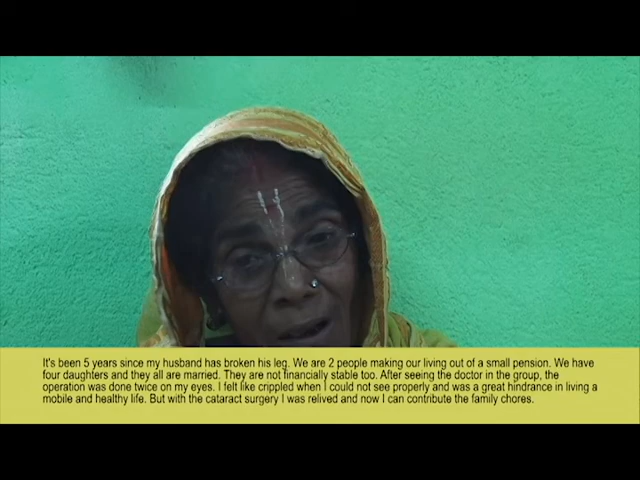 It's been 5 years since my husband has broken his leg. We are 2 people making our living out of a small pension. We have
four daughters and they all are married. They are not financially stable too. After seeing the doctor in the group, the
operation was done twice on my eyes. I felt like crippled when I could not see properly and was a great hindrance in living a
mobile and healthy life. But with the cataract surgery I was relived and now I can contribute the family chores.